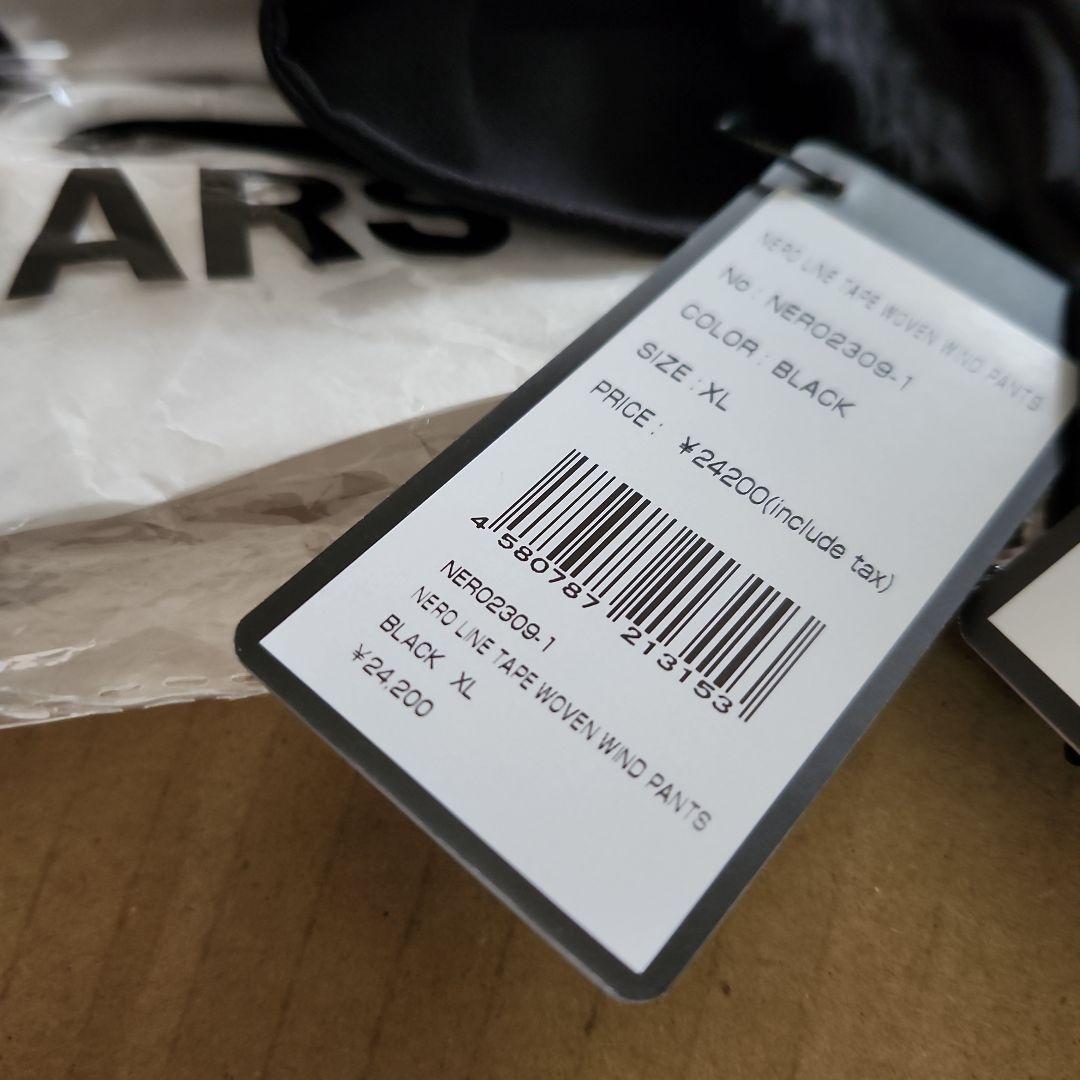 ARS
NERO LINE TAPE WOVEN WIND PANTS
No : NERO2309-1
COLOR : BLACK
SIZE : XL
PRICE : ¥24200(include tax)
4 580787 213153
NERO2309-1
NERO LINE TAPE WOVEN WIND PANTS
BLACK XL
¥24,200